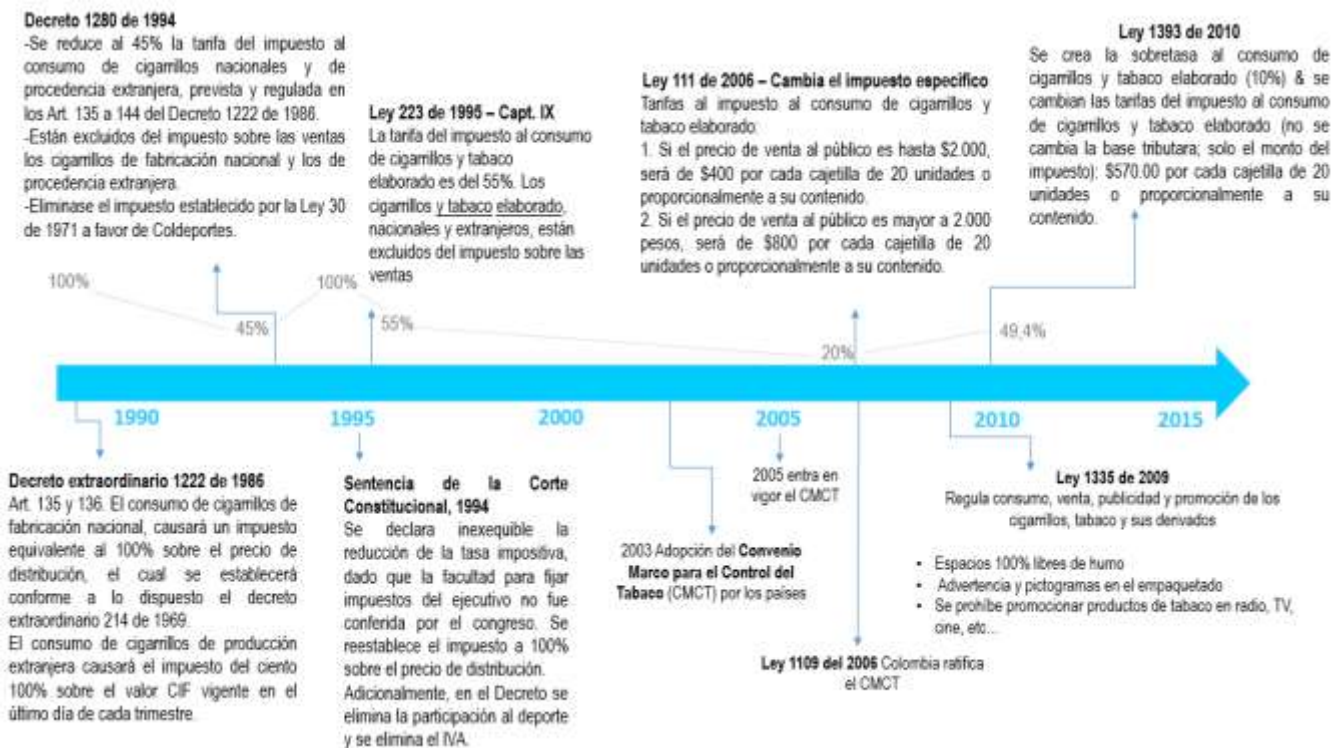 Decreto 1280 de 1994
-Se reduce al 45% la tarifa del impuesto al
consumo de cigarrillos nacionales y de
procedencia extranjera, prevista y regulada en
los Art. 135 a 144 del Decreto 1222 de 1986.
-Están excluidos del impuesto sobre las ventas
los cigarrillos de fabricación nacional y los de
procedencia extranjera.
-Eliminase el impuesto establecido por la Ley 30
de 1971 a favor de Coldeportes.
Ley 223 de 1995 – Capt. IX
La tarifa del impuesto al consumo
de cigarrillos y tabaco
elaborado es del 55%. Los
cigarrillos y tabaco elaborado,
nacionales y extranjeros, están
excluidos del impuesto sobre las
ventas
Ley 111 de 2006 – Cambia el impuesto especifico
Tarifas al impuesto al consumo de cigarrillos y
tabaco elaborado:
1. Si el precio de venta al público es hasta $2.000,
será de $400 por cada cajetilla de 20 unidades o
proporcionalmente a su contenido.
2. Si el precio de venta al público es mayor a 2.000
pesos, será de $800 por cada cajetilla de 20
unidades o proporcionalmente a su contenido.
Ley 1393 de 2010
Se crea la sobretasa al consumo de
cigarrillos y tabaco elaborado (10%) & se
cambian las tarifas del impuesto al consumo
de cigarrillos y tabaco elaborado (no se
cambia la base tributara; solo el monto del
impuesto): $570.00 por cada cajetilla de 20
unidades o proporcionalmente a su
contenido.
100%
45%
100%
55%
20%
49,4%
1990
1995
2000
2005
2010
2015
Decreto extraordinario 1222 de 1986
Art. 135 y 136. El consumo de cigarrillos de
fabricación nacional, causará un impuesto
equivalente al 100% sobre el precio de
distribución, el cual se establecerá
conforme a lo dispuesto el decreto
extraordinario 214 de 1969.
El consumo de cigarrillos de producción
extranjera causará el impuesto del ciento
100% sobre el valor CIF vigente en el
último día de cada trimestre.
Sentencia de la Corte
Constitucional, 1994
Se declara inexequible la
reducción de la tasa impositiva,
dado que la facultad para fijar
impuestos del ejecutivo no fue
conferida por el congreso. Se
reestablece el impuesto a 100%
sobre el precio de distribución.
Adicionalmente, en el Decreto se
elimina la participación al deporte
y se elimina el IVA.
2003 Adopción del Convenio
Marco para el Control del
Tabaco (CMCT) por los países
2005 entra en
vigor el CMCT
Ley 1109 del 2006 Colombia ratifica
el CMCT
Ley 1335 de 2009
Regula consumo, venta, publicidad y promoción de los
cigarrillos, tabaco y sus derivados
• Espacios 100% libres de humo
• Advertencia y pictogramas en el empaquetado
• Se prohíbe promocionar productos de tabaco en radio, TV,
cine, etc...